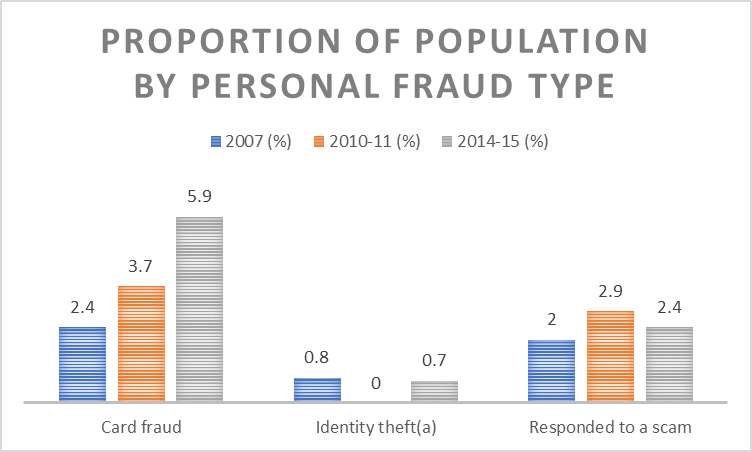 PROPORTION OF POPULATION
BY PERSONAL FRAUD TYPE
2007 (%) 2010-11 (%) 2014-15 (%)
5.9
3.7
2.4
0.8
0
0.7
2
2.9
2.4
Card fraud Identity theft(a) Responded to a scam